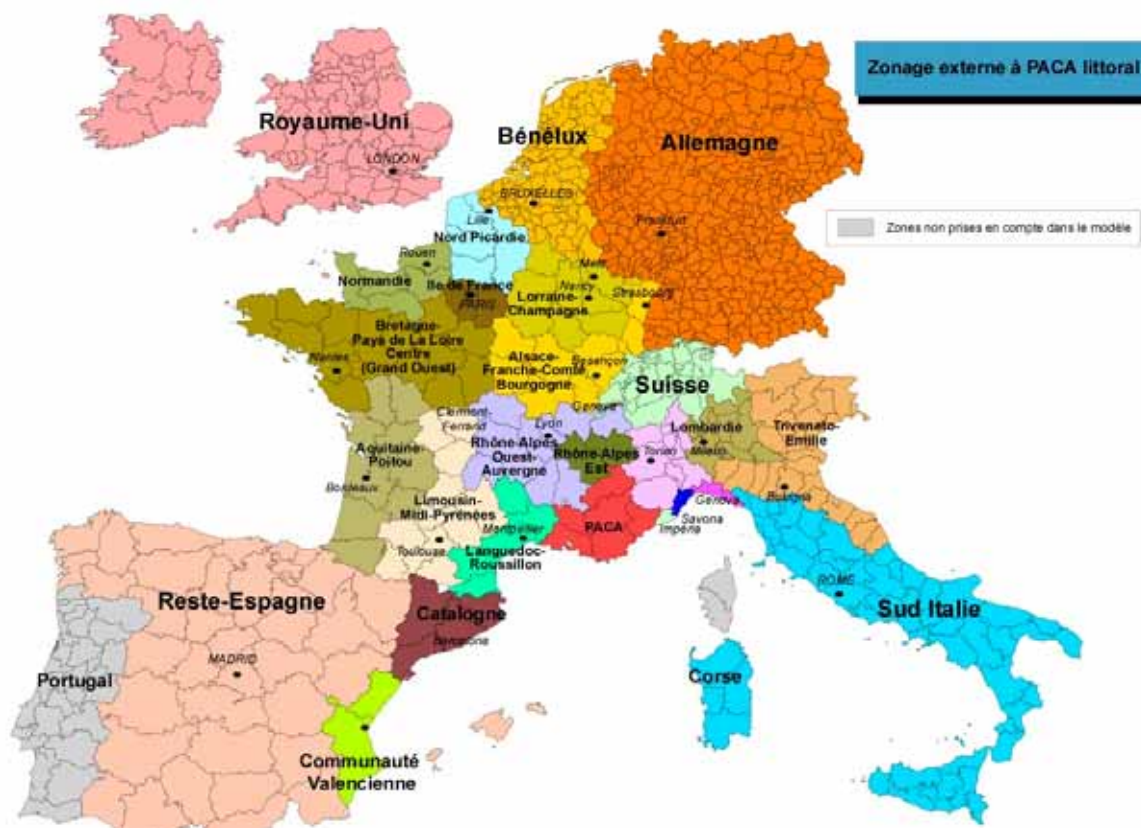 Zonage externe à PACA littoral
Zones non prises en compte dans le modèle
Royaume-Uni
LONDON
Bénélux
BRUXELLES
Allemagne
Frankfurt
Lille
Nord Picardie
Rouen
Normandie
Ile de France
PARIS
Metz
Nancy
Strasbourg
Lorraine-
Champagne
Bretagne-
Pays de La Loire
Centre
(Grand Ouest)
Nantes
Alsace-
Franche-Comté
Bourgogne
Besançon
Suisse
Genève
Clermont-
Ferrand
Lyon
Rhône-Alpes
Ouest-
Auvergne
Rhône-Alpes
Est
Torino
Lombardie
Milano
Triveneto-
Emilie
Bologna
Aquitaine-
Poitou
Bordeaux
Limousin-
Midi-Pyrénées
Toulouse
Montpellier
Languedoc-
Roussillon
PACA
Genova
Savona
Imperia
Reste-Espagne
MADRID
Portugal
Catalogne
Barcelone
Communauté
Valencienne
Corse
ROME
Sud Italie